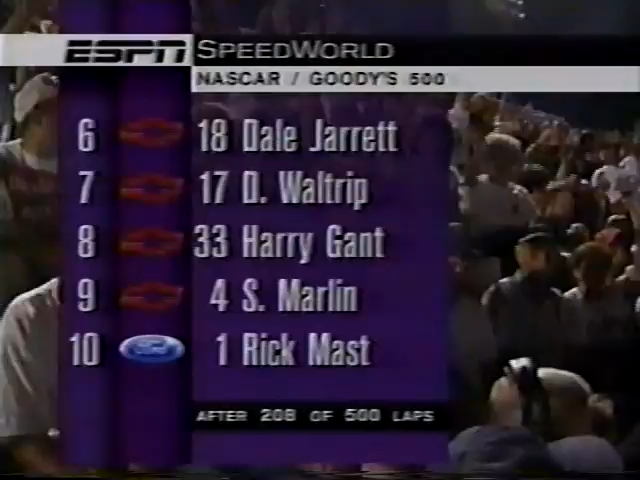 ESPN SPEEDWORLD
NASCAR / GOODY'S 500
6 18 Dale Jarrett
7 17 D. Waltrip
8 33 Harry Gant
9 4 S. Marlin
10 Ford 1 Rick Mast
AFTER 208 OF 500 LAPS